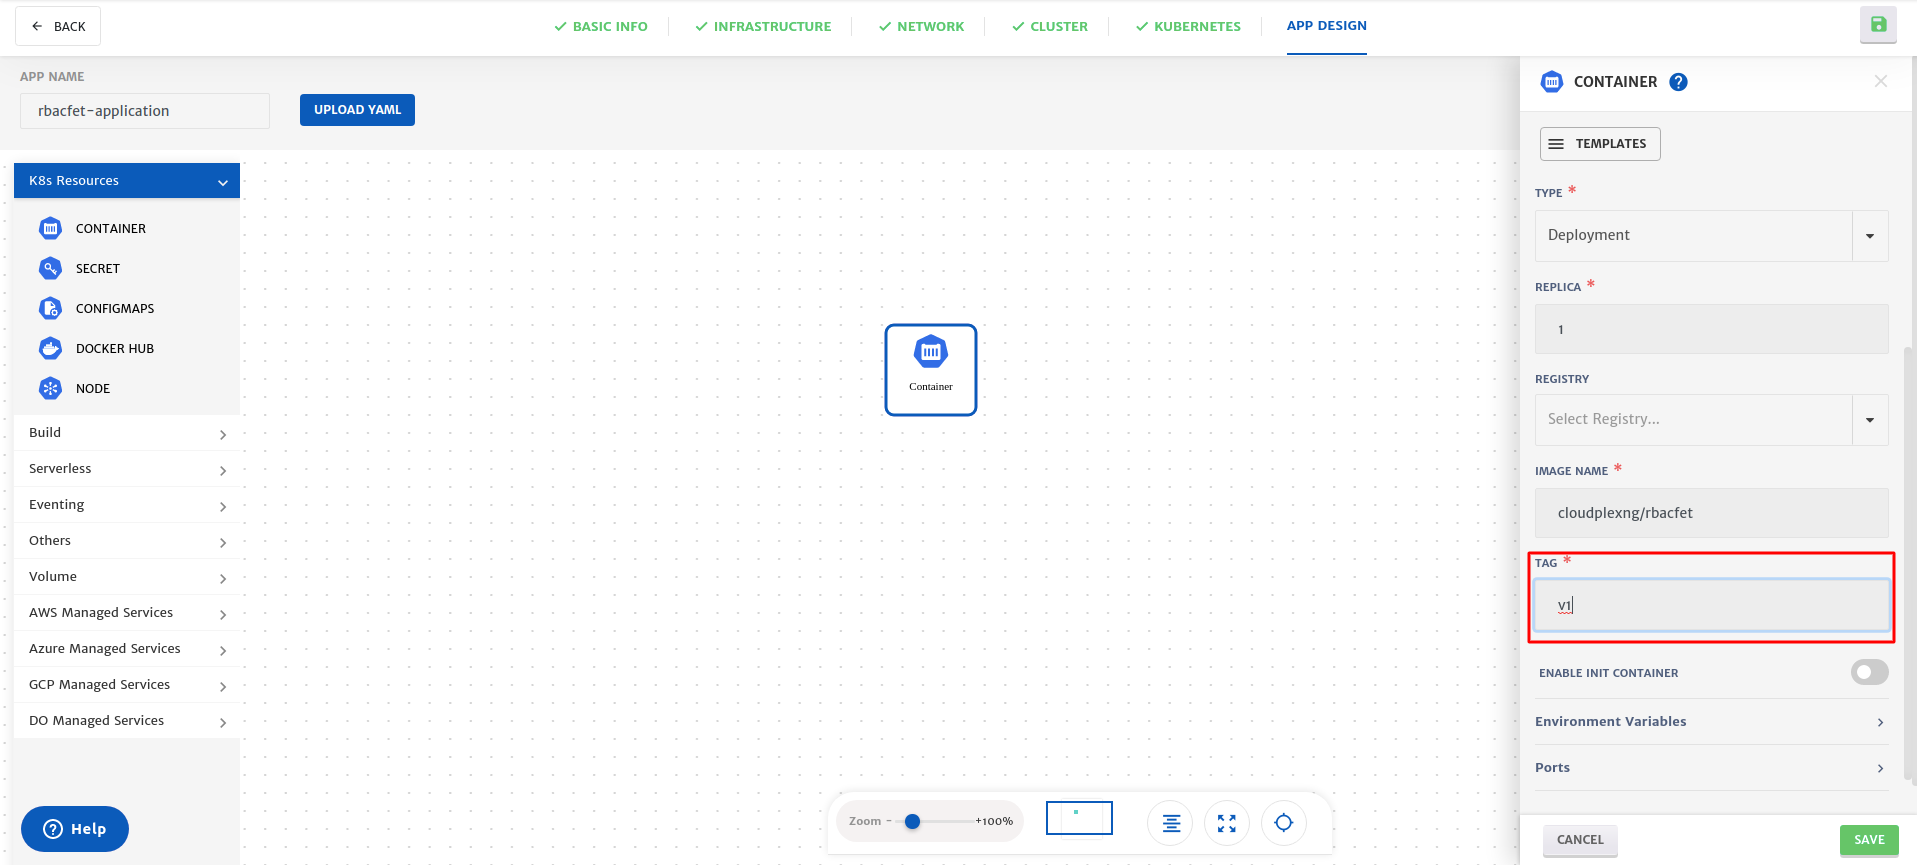 BACK
BASIC INFO
INFRASTRUCTURE
NETWORK
CLUSTER
KUBERNETES
APP DESIGN
APP NAME
rbacfet-application
UPLOAD YAML
K8s Resources
CONTAINER
SECRET
CONFIGMAPS
DOCKER HUB
NODE
Build
Serverless
Eventing
Others
Volume
AWS Managed Services
Azure Managed Services
GCP Managed Services
DO Managed Services
? Help
Container
Zoom - +100%
CONTAINER ?
TEMPLATES
TYPE *
Deployment
REPLICA *
1
REGISTRY
Select Registry...
IMAGE NAME *
cloudplexng/rbacfet
TAG *
v1
ENABLE INIT CONTAINER
Environment Variables
Ports
CANCEL
SAVE